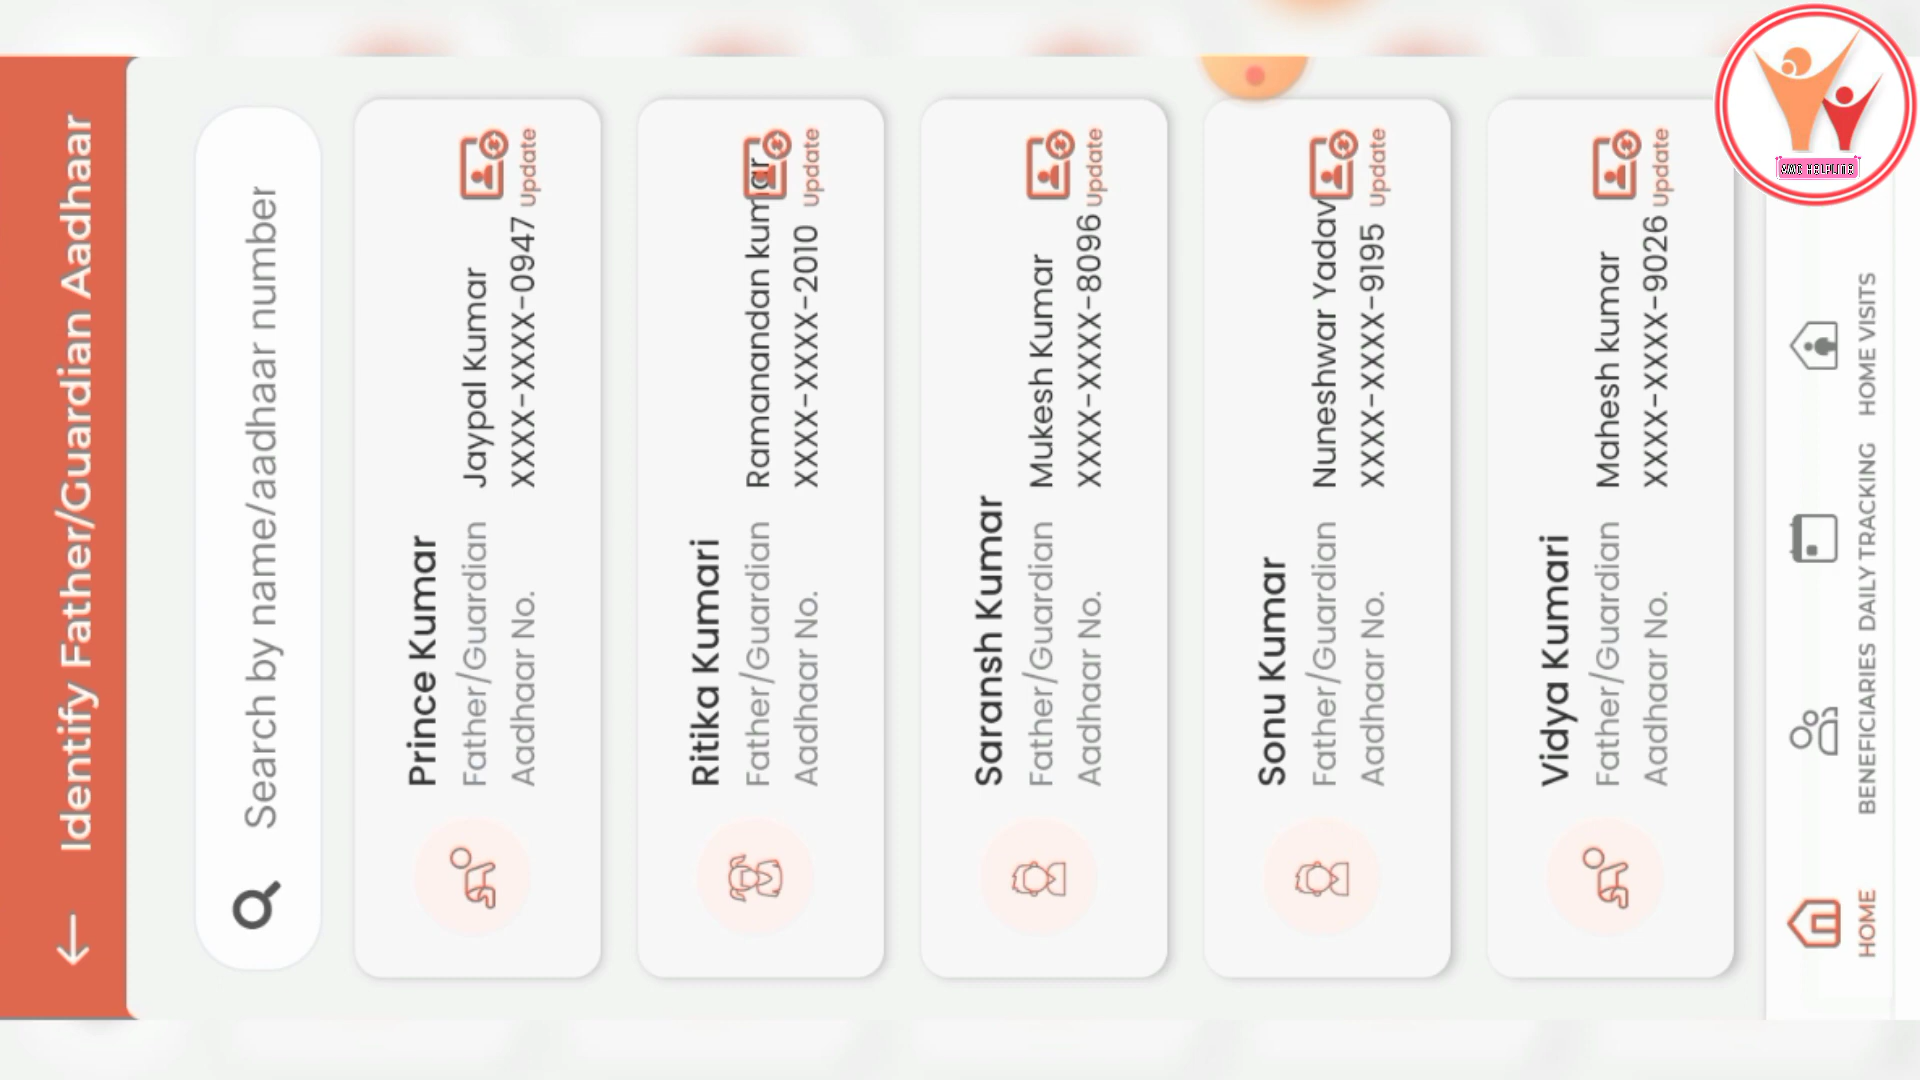 Identify Father/Guardian Aadhaar
Search by name/aadhaar number
Prince Kumar
Father/Guardian Jaypal Kumar
Aadhaar No. XXXX-XXXX-0947
Update
Ritika Kumari
Father/Guardian Ramanandan kumar
Aadhaar No. XXXX-XXXX-2010
Update
Saransh Kumar
Father/Guardian Mukesh Kumar
Aadhaar No. XXXX-XXXX-8096
Update
Sonu Kumar
Father/Guardian Nuneshwar Yadav
Aadhaar No. XXXX-XXXX-9195
Update
Vidya Kumari
Father/Guardian Mahesh kumar
Aadhaar No. XXXX-XXXX-9026
Update
HOME BENEFICIARIES DAILY TRACKING HOME VISITS
HELPLINE